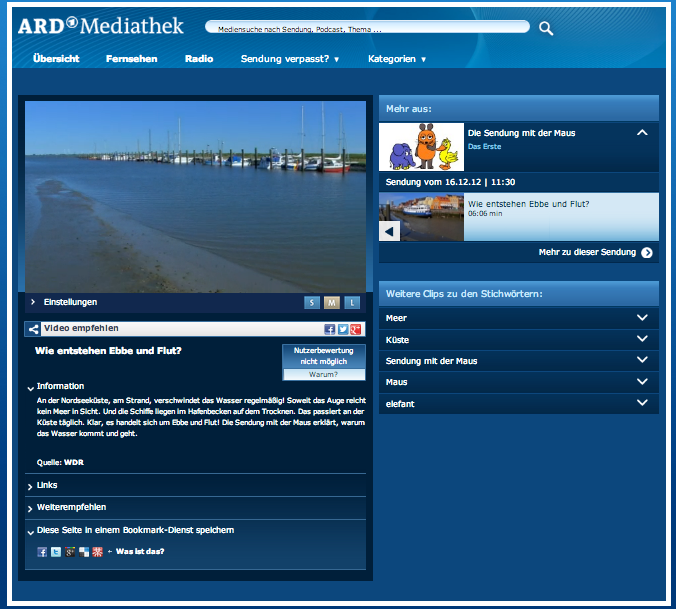 ARD Mediathek
Mediensuche nach Sendung, Podcast, Thema ...
Übersicht Fernsehen Radio Sendung verpasst? Kategorien
Einstellungen S M L
Video empfehlen
Wie entstehen Ebbe und Flut?
Nutzerbewertung
nicht möglich
Warum?
Information
An der Nordseeküste, am Strand, verschwindet das Wasser regelmäßig! Soweit das Auge reicht
kein Meer in Sicht. Und die Schiffe liegen im Hafenbecken auf dem Trocknen. Das passiert an der
Küste täglich. Klar, es handelt sich um Ebbe und Flut! Die Sendung mit der Maus erklärt, warum
das Wasser kommt und geht.
Quelle: WDR
Links
Weiterempfehlen
Diese Seite in einem Bookmark-Dienst speichern
Was ist das?
Mehr aus:
Die Sendung mit der Maus
Das Erste
Sendung vom 16.12.12 | 11:30
Wie entstehen Ebbe und Flut?
06:06 min
Mehr zu dieser Sendung
Weitere Clips zu den Stichwörtern:
Meer
Küste
Sendung mit der Maus
Maus
elefant